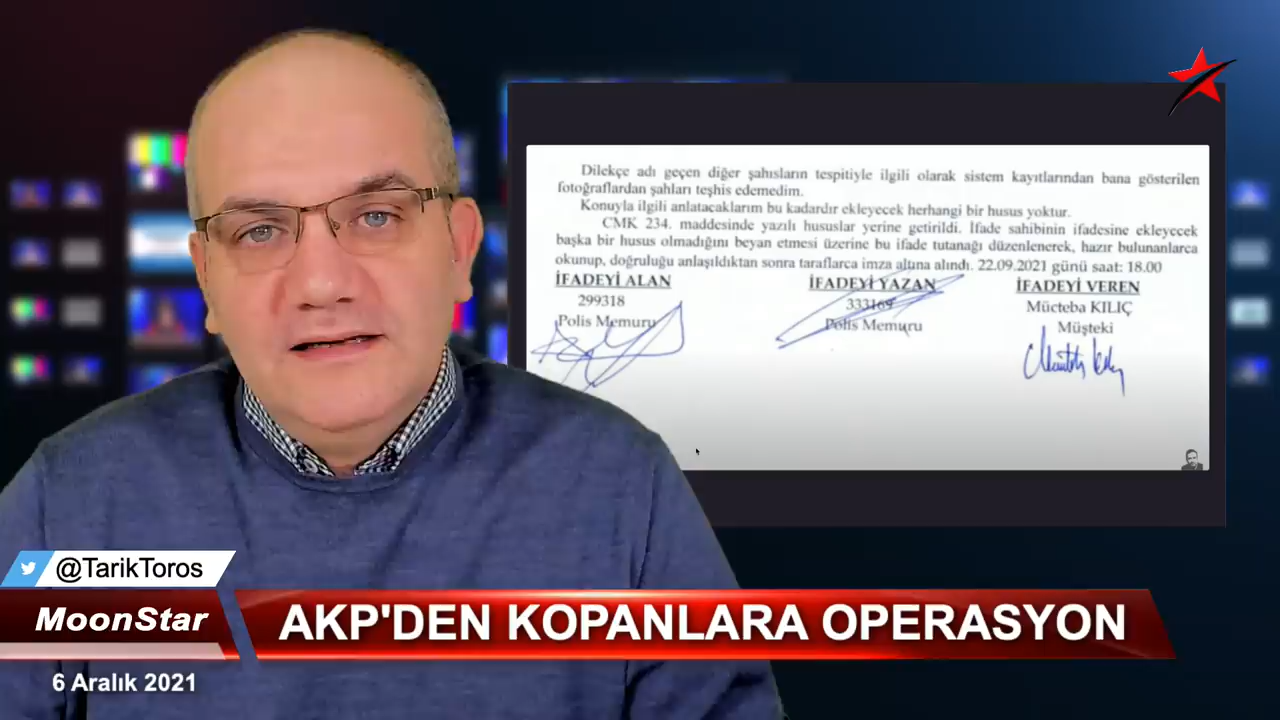 Dilekçe adı geçen diğer şahısların tespitiyle ilgili olarak sistem kayıtlarından bana gösterilen
fotoğraflardan şahları teşhis edemedim.
Konuyla ilgili anlatacaklarım bu kadardır ekleyecek herhangi bir husus yoktur.
CMK 234. maddesinde yazılı hususlar yerine getirildi. İfade sahibinin ifadesine ekleyecek
başka bir husus olmadığını beyan etmesi üzerine bu ifade tutanağı düzenlenerek, hazır bulunanlarca
okunup, doğruluğu anlaşıldıktan sonra taraflarca imza altına alındı. 22.09.2021 günü saat: 18.00
İFADEYİ ALAN İFADEYİ YAZAN İFADEYİ VEREN
299318 333169 Mücteba KILIÇ
Polis Memuru Polis Memuru Müşteki
@TarikToros
MoonStar AKP'DEN KOPANLARA OPERASYON
6 Aralık 2021